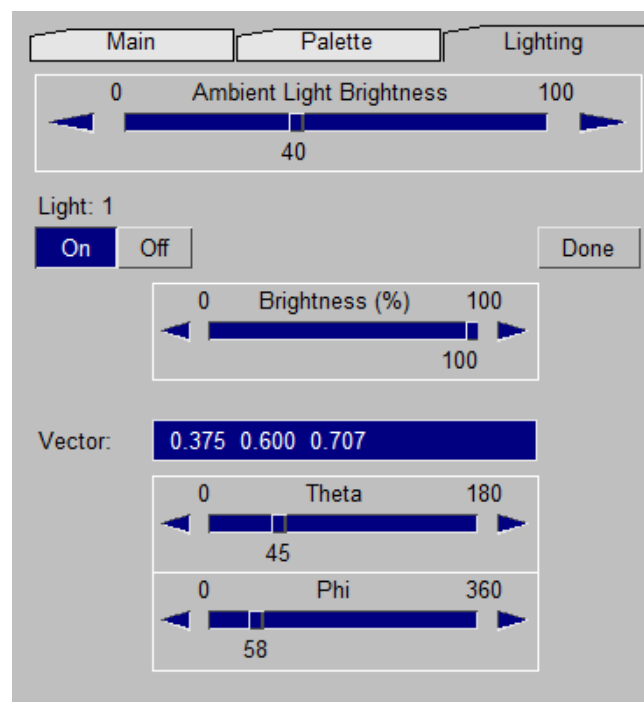 Main Palette Lighting
0 Ambient Light Brightness 100
40
Light: 1
On Off Done
0 Brightness (%) 100
100
Vector: 0.375 0.600 0.707
0 Theta 180
45
0 Phi 360
58